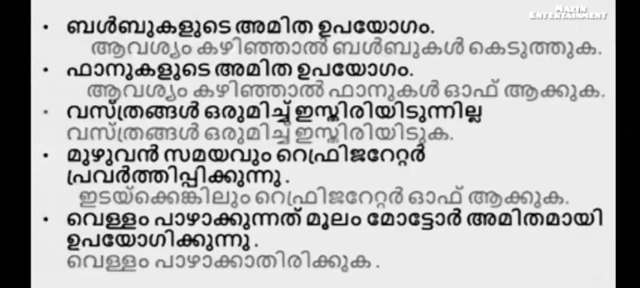 MAZIN
ENTERTAINMENT
• ബൾബുകളുടെ അമിത ഉപയോഗം.
ആവശ്യം കഴിഞ്ഞാൽ ബൾബുകൾ കെടുത്തുക.
• ഫാനുകളുടെ അമിത ഉപയോഗം.
ആവശ്യം കഴിഞ്ഞാൽ ഫാനുകൾ ഓഫ് ആക്കുക.
• വസ്ത്രങ്ങൾ ഒരുമിച്ച് ഇസ്തിരിയിടുന്നില്ല
വസ്ത്രങ്ങൾ ഒരുമിച്ച് ഇസ്തിരിയിടുക.
• മുഴുവൻ സമയവും റെഫ്രിജറേറ്റർ
പ്രവർത്തിപ്പിക്കുന്നു.
ഇടയ്ക്കെങ്കിലും റെഫ്രിജറേറ്റർ ഓഫ് ആക്കുക.
• വെള്ളം പാഴാക്കുന്നത് മൂലം മോട്ടോർ അമിതമായി
ഉപയോഗിക്കുന്നു.
വെള്ളം പാഴാക്കാതിരിക്കുക.